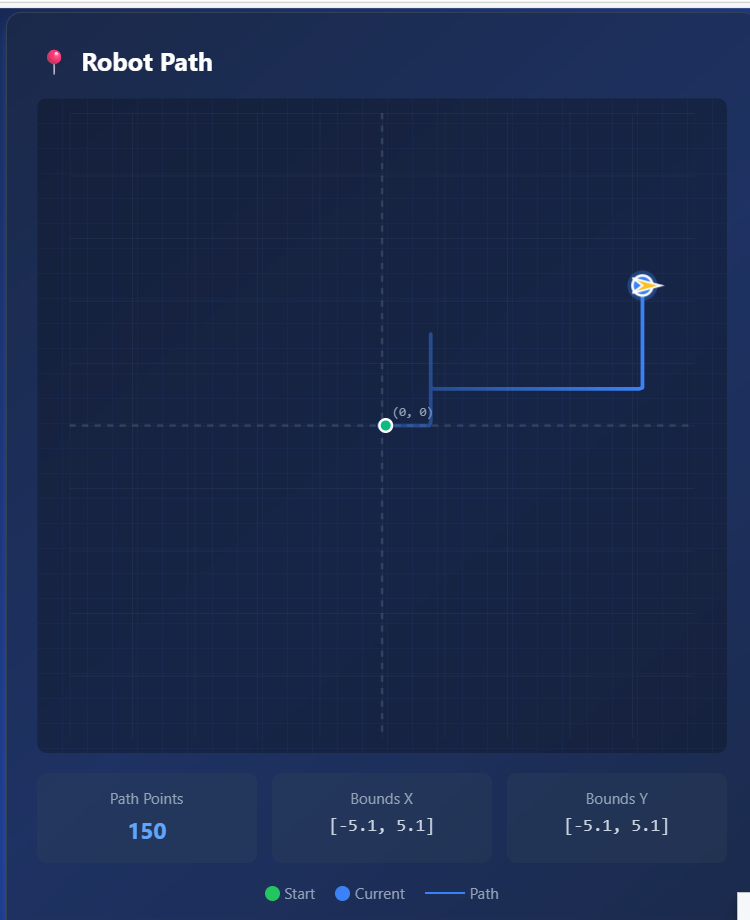 Robot Path
(0, 0)
Path Points
150
Bounds X
[-5.1, 5.1]
Bounds Y
[-5.1, 5.1]
Start
Current
Path